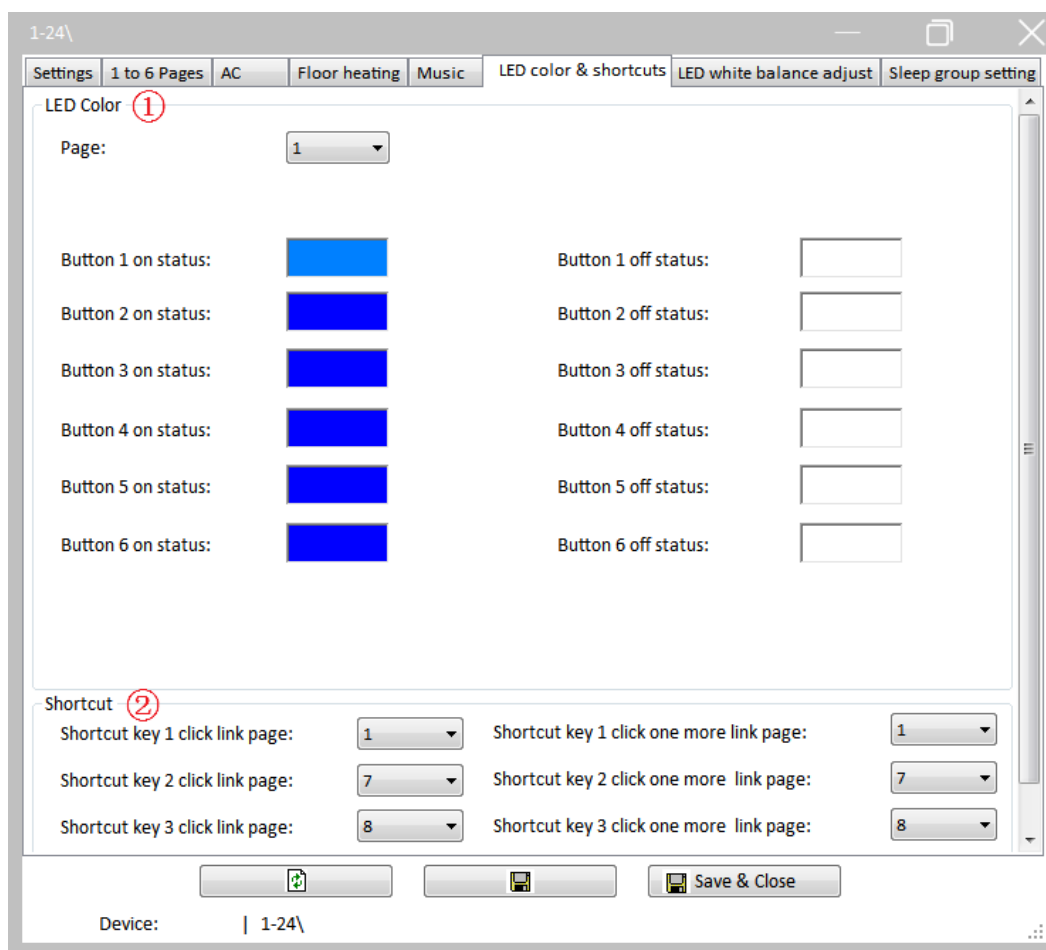 1-24\
Settings 1 to 6 Pages AC Floor heating Music LED color & shortcuts LED white balance adjust Sleep group setting
LED Color ①
Page: 1
Button 1 on status: Button 1 off status:
Button 2 on status: Button 2 off status:
Button 3 on status: Button 3 off status:
Button 4 on status: Button 4 off status:
Button 5 on status: Button 5 off status:
Button 6 on status: Button 6 off status:
Shortcut ②
Shortcut key 1 click link page: 1 Shortcut key 1 click one more link page: 1
Shortcut key 2 click link page: 7 Shortcut key 2 click one more link page: 7
Shortcut key 3 click link page: 8 Shortcut key 3 click one more link page: 8
Save & Close
Device: | 1-24\